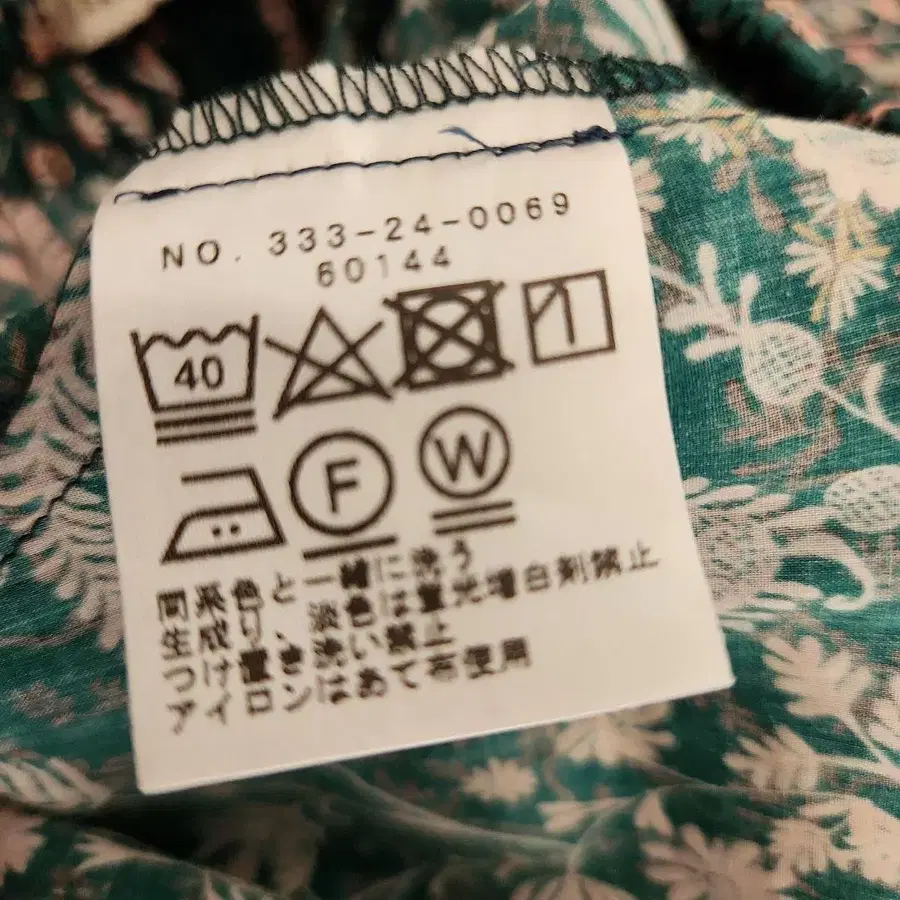 NO. 333-24-0069
60144
40
F W
同系色と一緒に洗う
生成り、淡色は蛍光増白剤禁止
つけ置き洗い禁止
アイロンはあて布使用